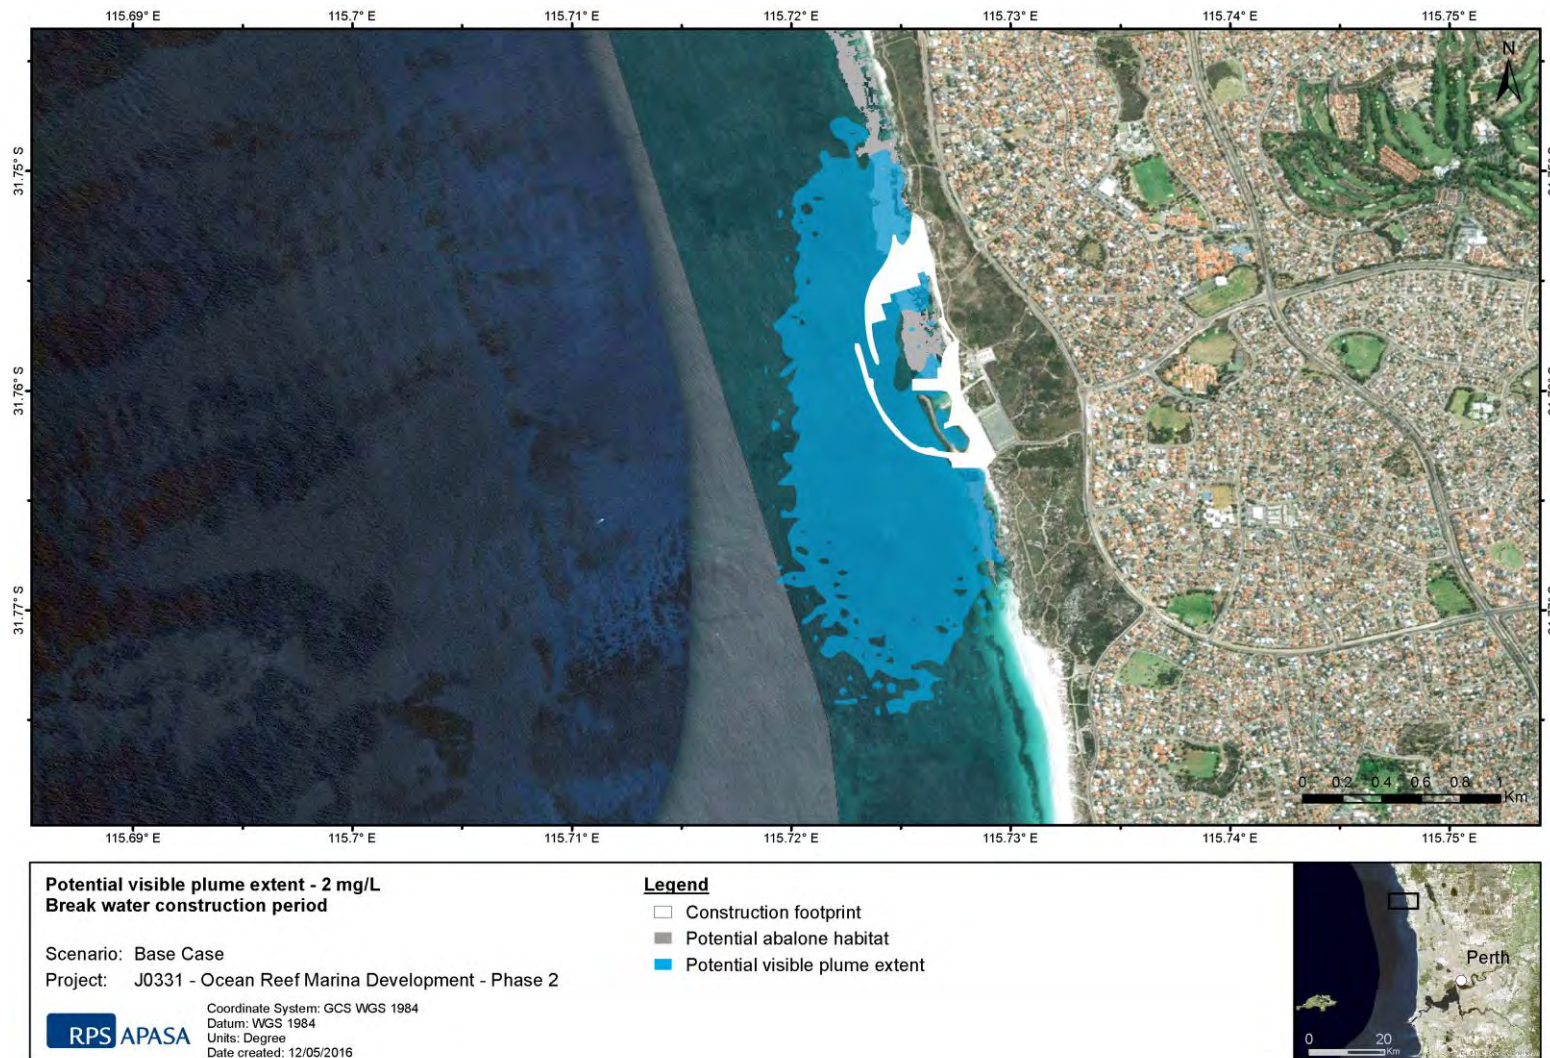 115.69° E 115.7° E 115.71° E 115.72° E 115.73° E 115.74° E 115.75° E
N
31.75° S
31.76° S
31.77° S
0 0.2 0.4 0.6 0.8 1
Km
115.69° E 115.7° E 115.71° E 115.72° E 115.73° E 115.74° E 115.75° E
Potential visible plume extent - 2 mg/L
Break water construction period
Scenario: Base Case
Project: J0331 - Ocean Reef Marina Development - Phase 2
RPS APASA
Coordinate System: GCS WGS 1984
Datum: WGS 1984
Units: Degree
Date created: 12/05/2016
Legend
Construction footprint
Potential abalone habitat
Potential visible plume extent
Perth
0 20
Km